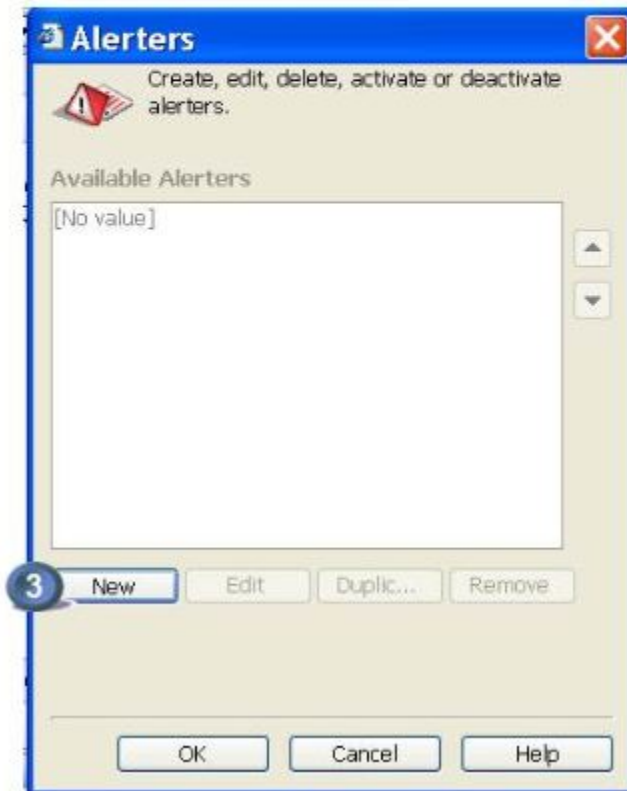 Alerters
Create, edit, delete, activate or deactivate
alerters.
Available Alerters
[No value]
3 New Edit Duplic... Remove
OK Cancel Help